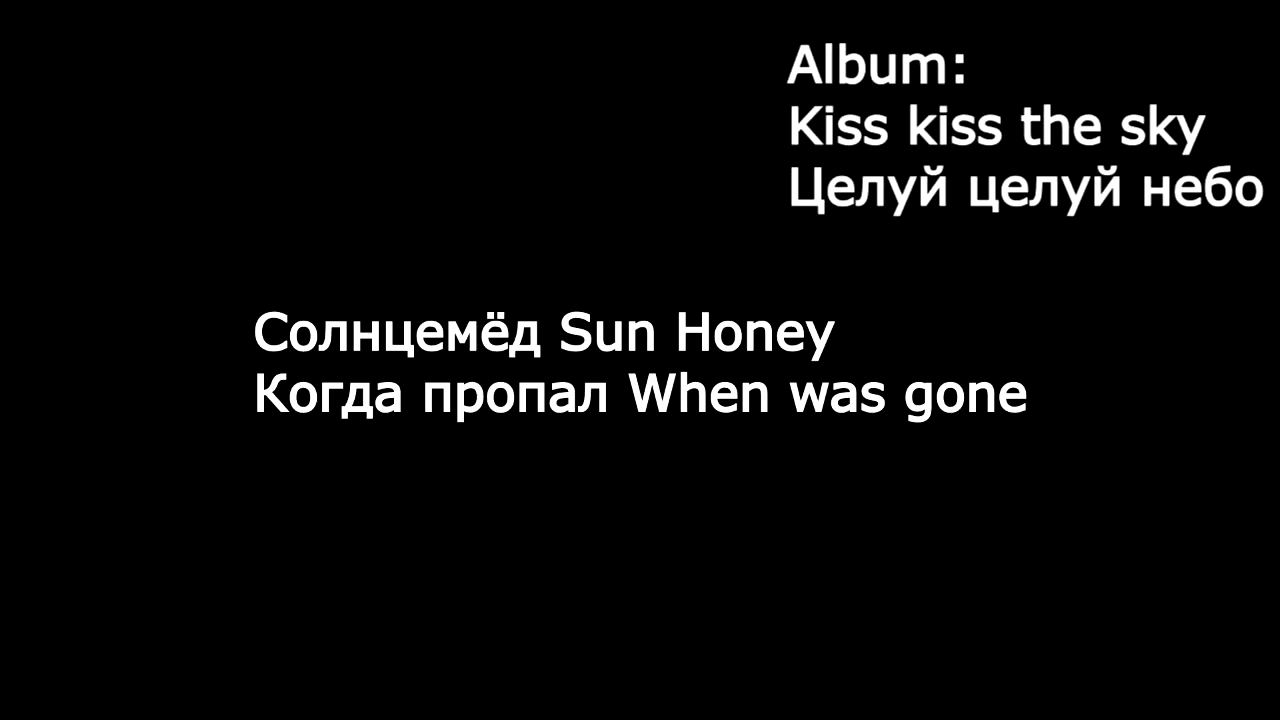 Album:
Kiss kiss the sky
Целуй целуй небо
Солнцемёд Sun Honey
Когда пропал When was gone